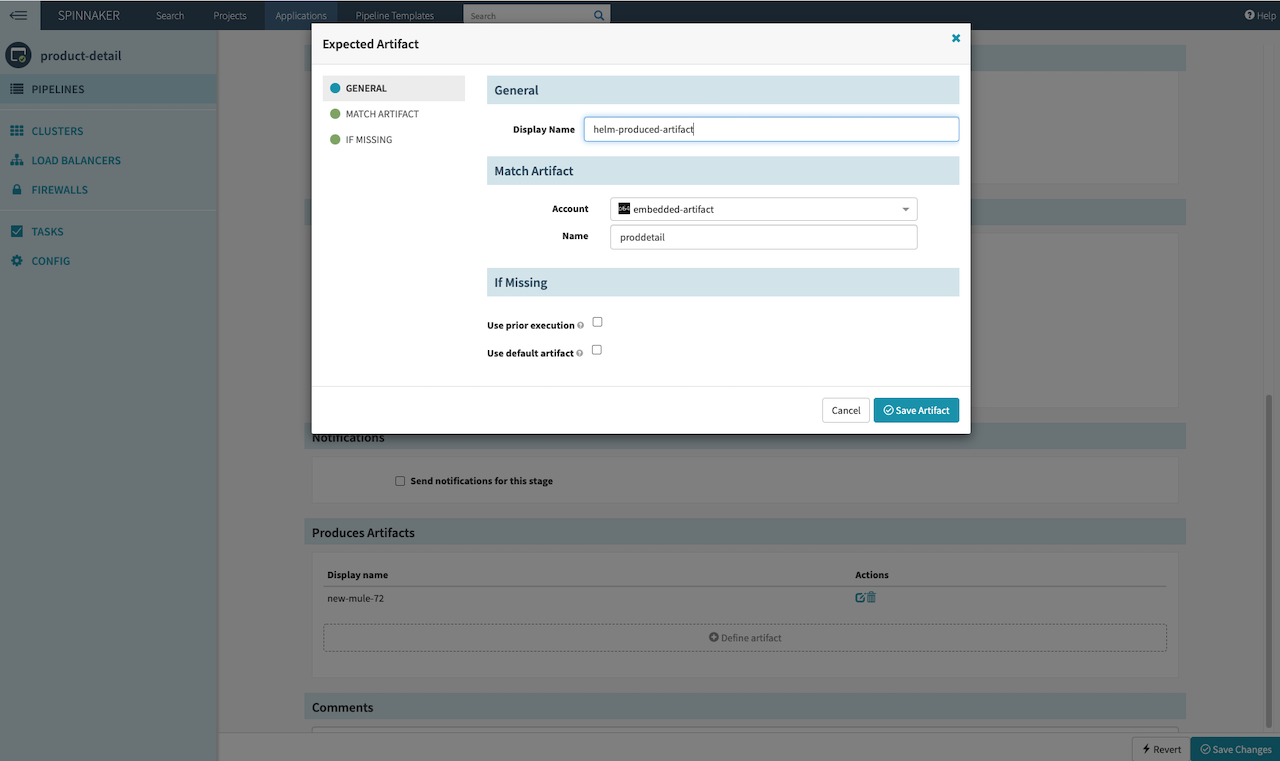 SPINNAKER Search Projects Applications Pipeline Templates Search Help
product-detail
PIPELINES
CLUSTERS
LOAD BALANCERS
FIREWALLS
TASKS
CONFIG
Expected Artifact
GENERAL
MATCH ARTIFACT
IF MISSING
General
Display Name helm-produced-artifact
Match Artifact
Account embedded-artifact
Name proddetail
If Missing
Use prior execution
Use default artifact
Cancel Save Artifact
Notifications
Send notifications for this stage
Produces Artifacts
Display name Actions
new-mule-72
Define artifact
Comments
Revert Save Changes